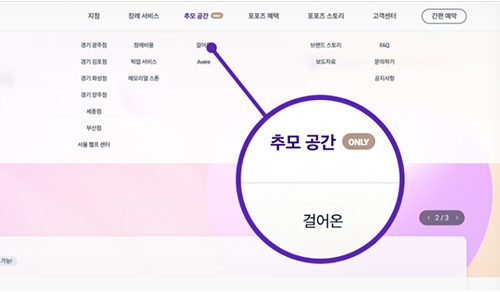 지점 장례 서비스 추모 공간 ONLY 포포즈 혜택 포포즈 스토리 고객센터 간편 예약
경기 광주점 장례비용 걸어온 브랜드 스토리 FAQ
경기 김포점 픽업 서비스 Avere 보도자료 문의하기
경기 화성점 메모리얼 스톤 공지사항
경기 양주점
세종점
부산점
서울 헬프 센터
추모 공간 ONLY
걸어온
2 / 3
가능!